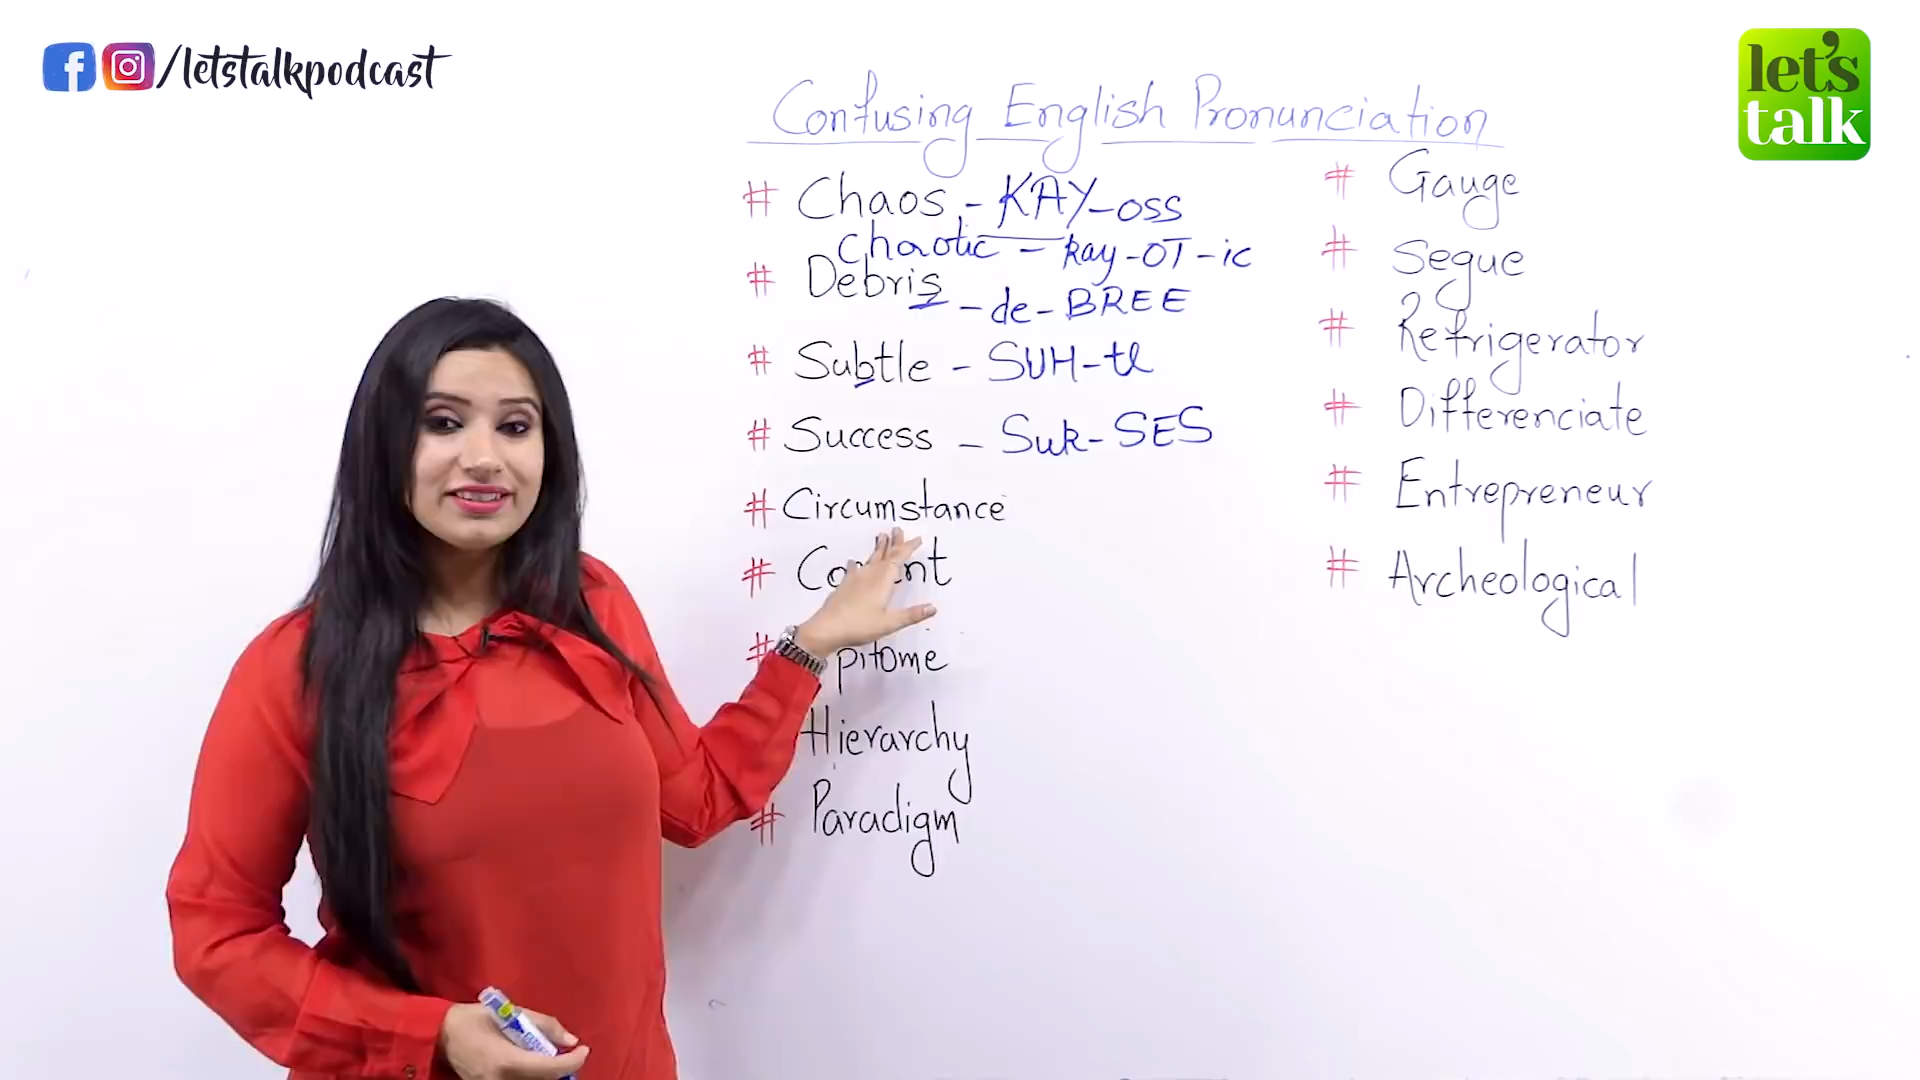 /letstalkpodcast
let's
talk
Confusing English Pronunciation
# Chaos - KAY-oss
Chaotic - kay-OT-ic
# Debris - de-BREE
# Subtle - SUH-tl
# Success - Suk-SES
# Circumstance
#
# pitome
Hierarchy
# Paradigm
# Gauge
# Segue
# Refrigerator
# Differenciate
# Entrepreneur
# Archeological